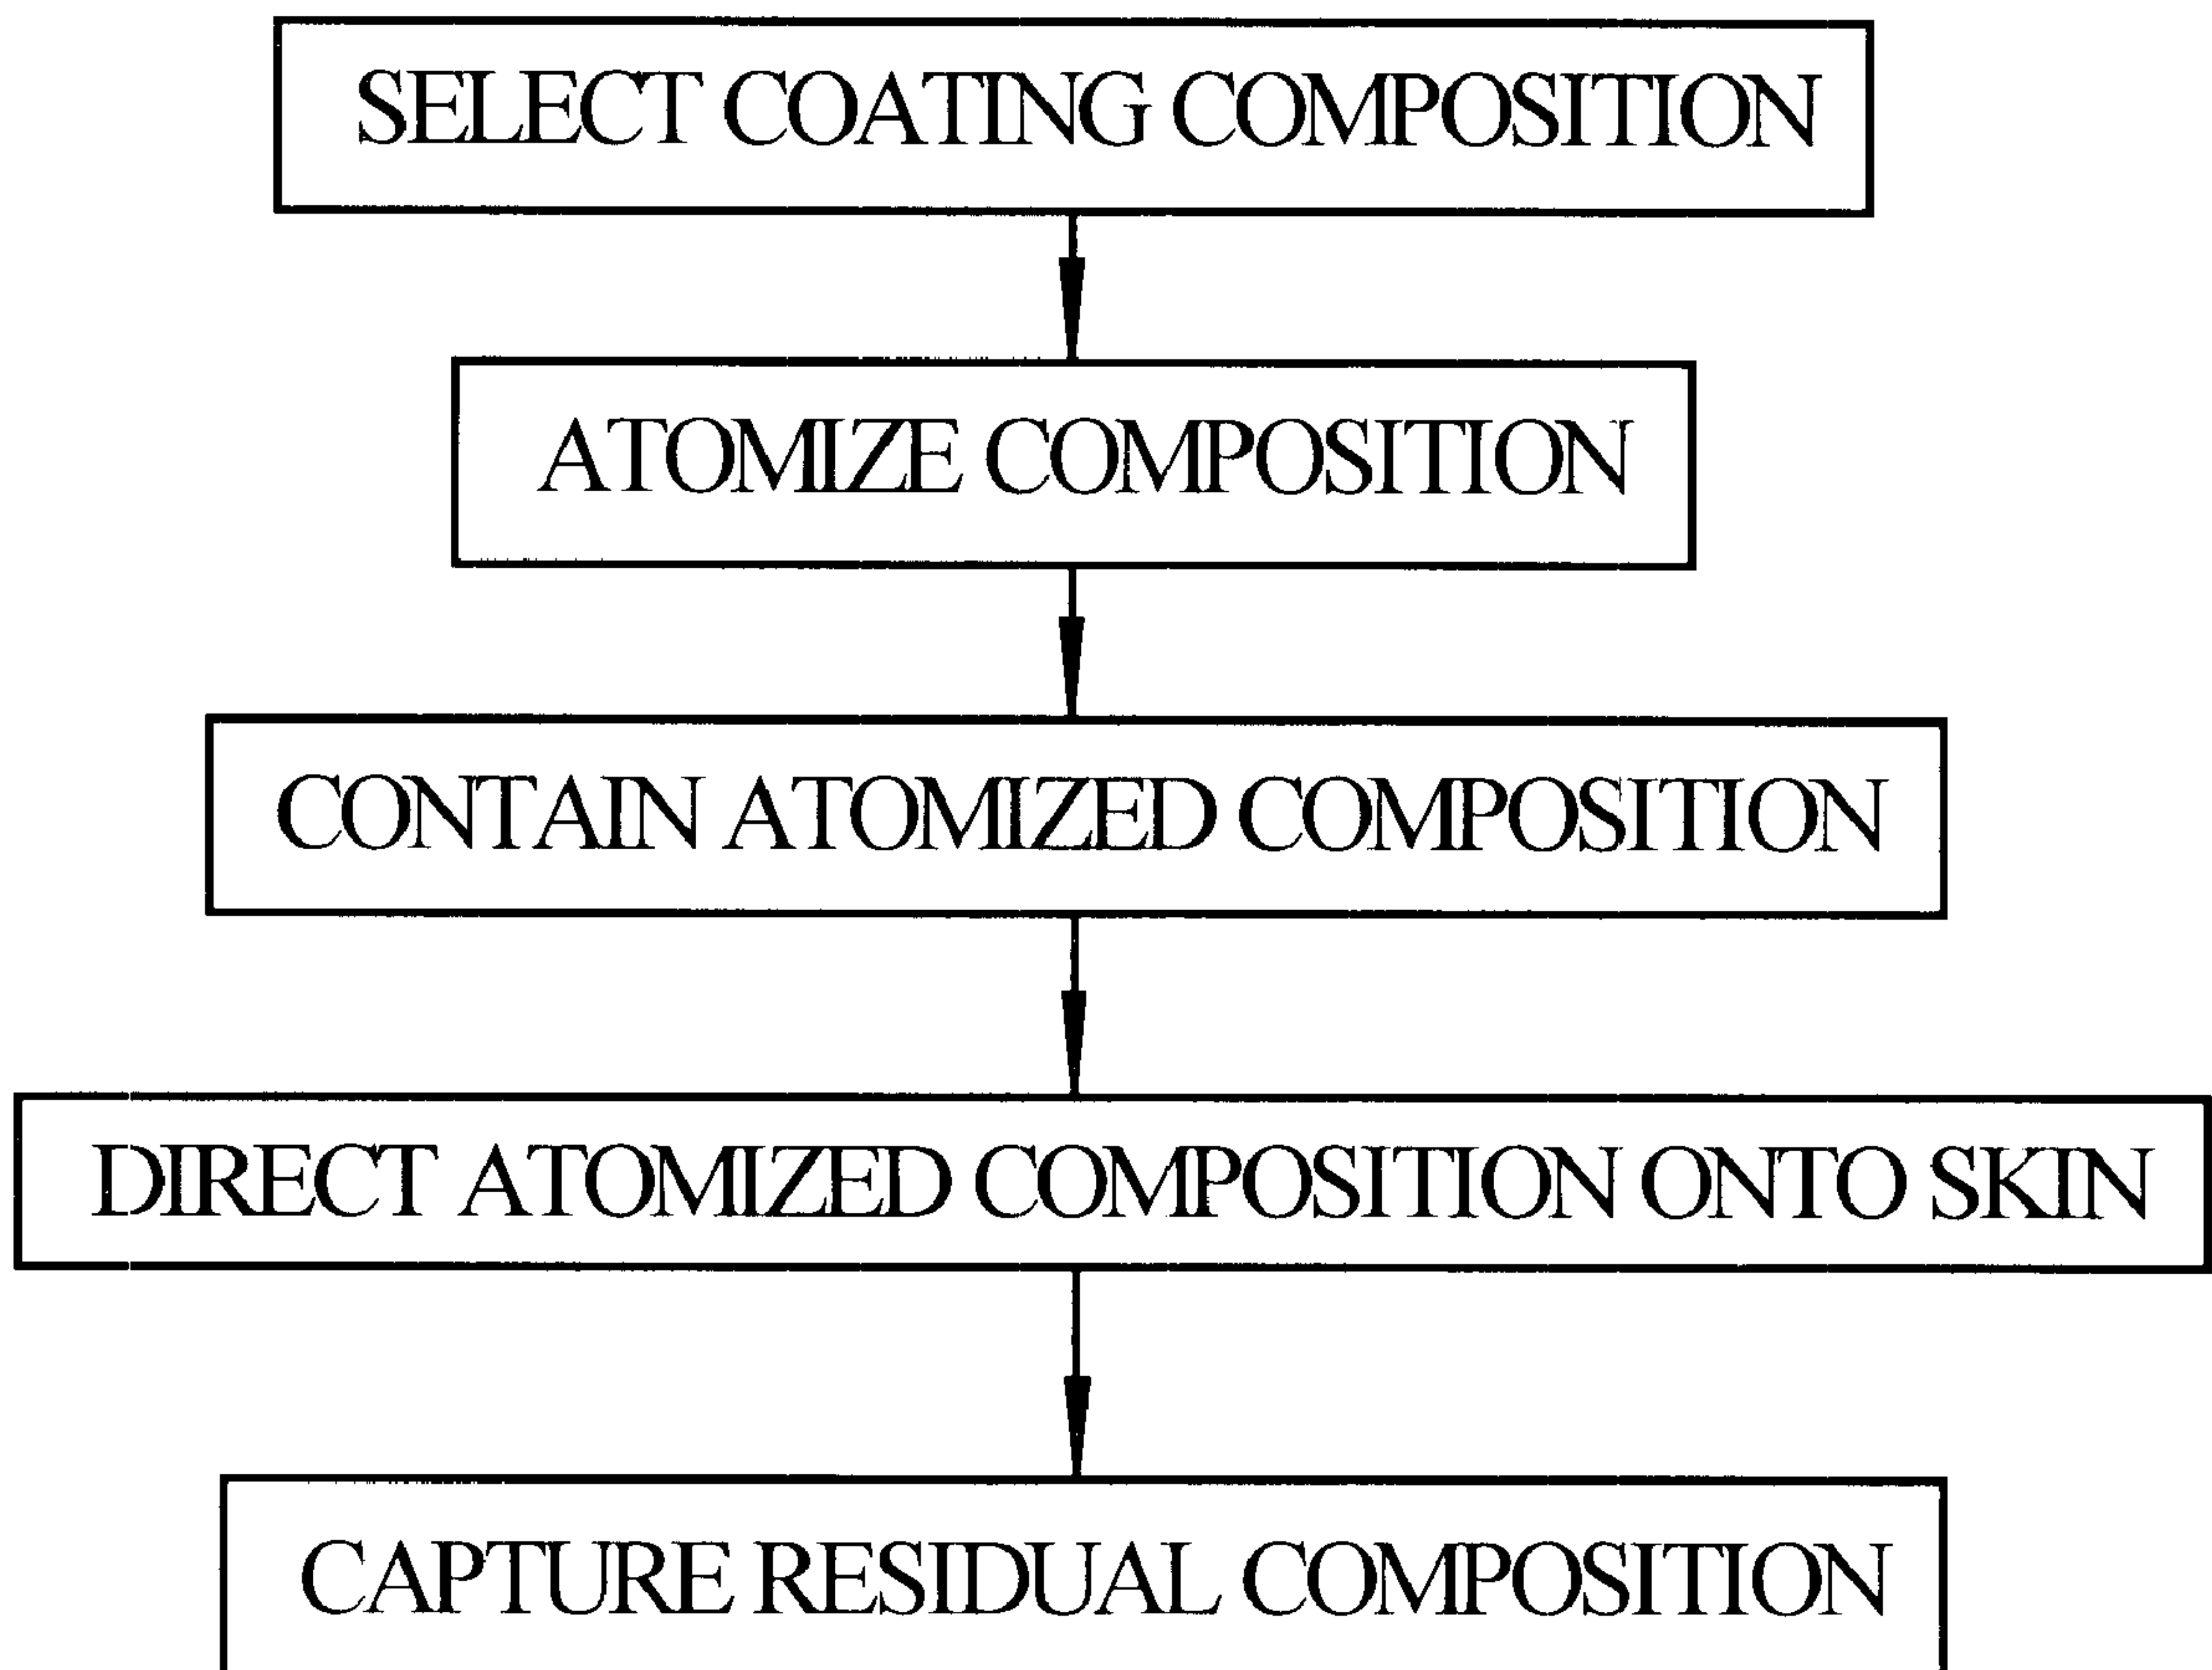 SELECT COATING COMPOSITION
ATOMIZE COMPOSITION
CONTAIN ATOMIZED COMPOSITION
DIRECT ATOMIZED COMPOSITION ONTO SKIN
CAPTURE RESIDUAL COMPOSITION